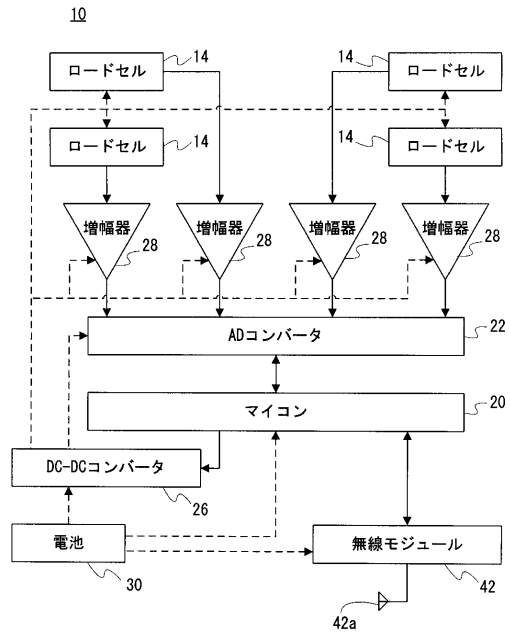 10
ロードセル 14
14 ロードセル
ロードセル 14
14 ロードセル
増幅器 28
増幅器 28
増幅器 28
増幅器 28
ADコンバータ 22
マイコン 20
DC-DCコンバータ
26
電池
30
無線モジュール
42
42a